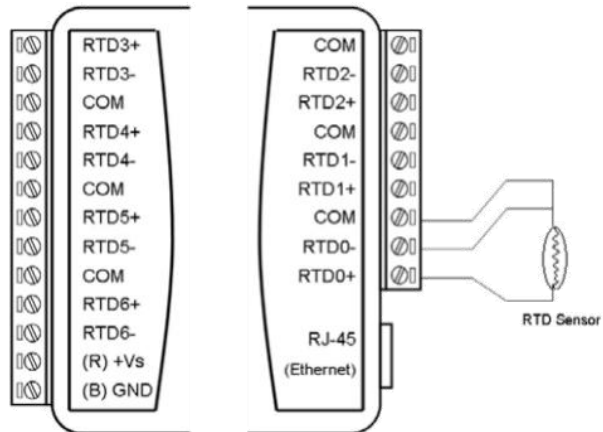 RTD3+
RTD3-
COM
RTD4+
RTD4-
COM
RTD5+
RTD5-
COM
RTD6+
RTD6-
(R) +Vs
(B) GND
COM
RTD2-
RTD2+
COM
RTD1-
RTD1+
COM
RTD0-
RTD0+
RJ-45
(Ethernet)
RTD Sensor